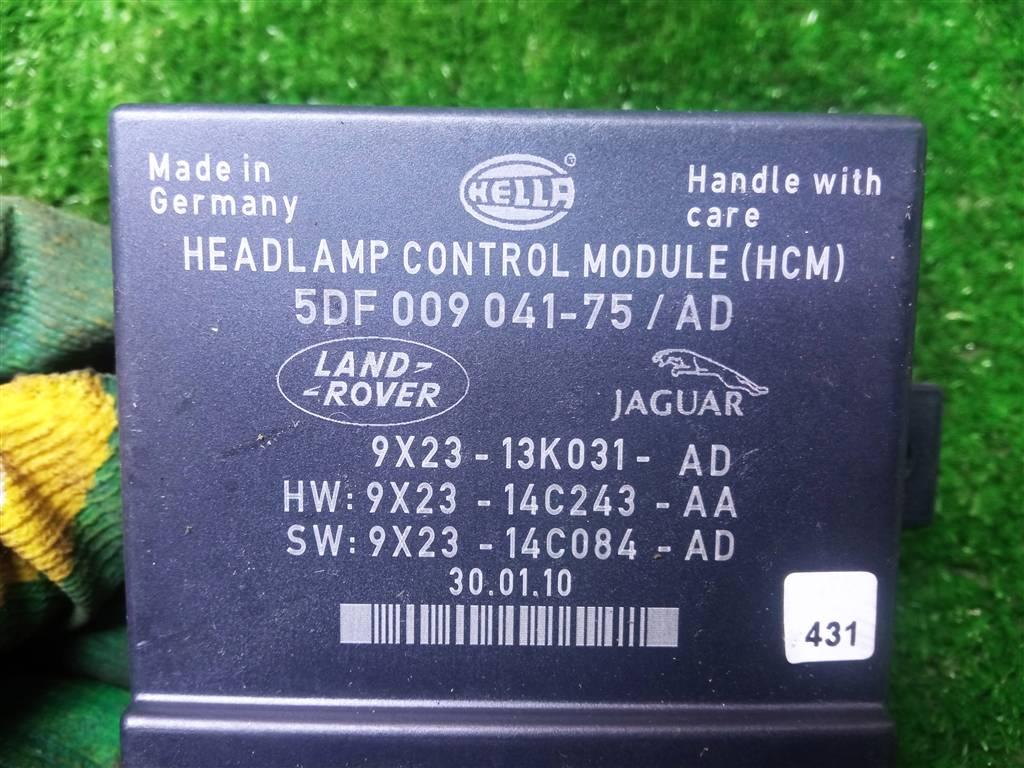 Made in
Germany
HELLA®
Handle with
care
HEADLAMP CONTROL MODULE (HCM)
5DF 009 041-75 / AD
LAND-
-ROVER
JAGUAR
9X23 - 13K031 - AD
HW: 9X23 - 14C243 - AA
SW: 9X23 - 14C084 - AD
30.01.10
431